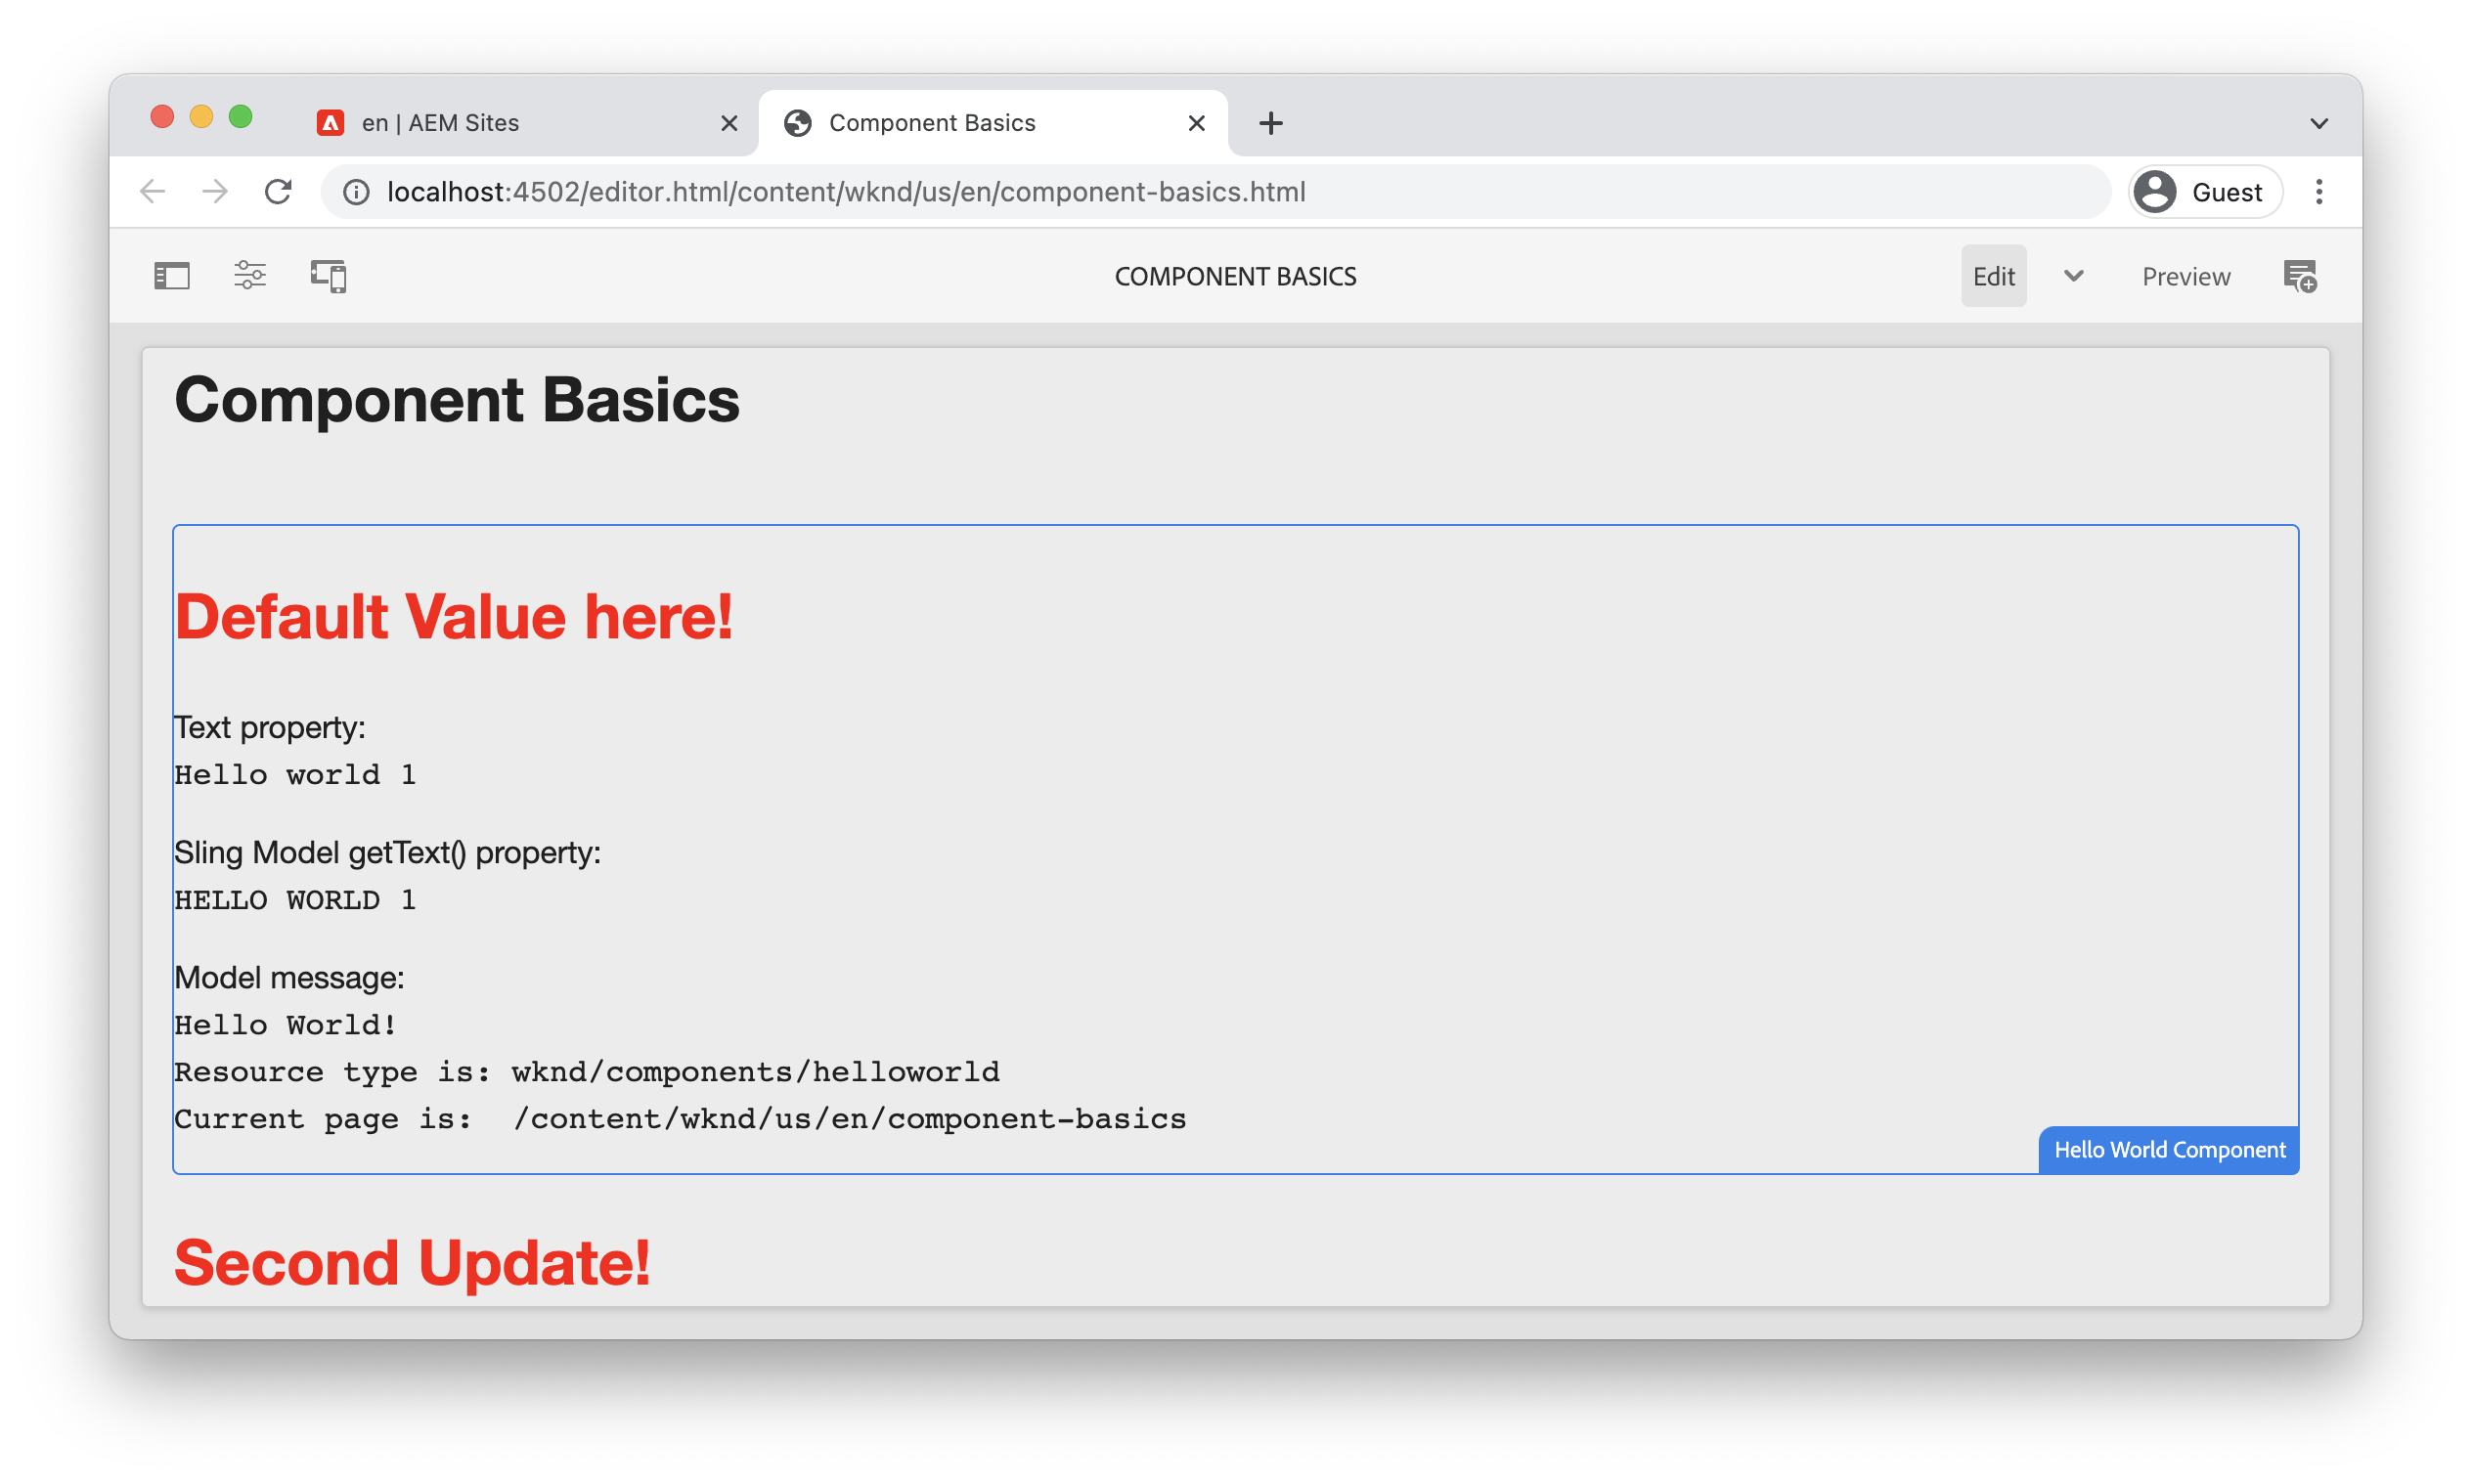 en | AEM Sites
Component Basics
localhost:4502/editor.html/content/wknd/us/en/component-basics.html
Guest
COMPONENT BASICS
Edit
Preview
Component Basics
Default Value here!
Text property:
Hello world 1
Sling Model getText() property:
HELLO WORLD 1
Model message:
Hello World!
Resource type is: wknd/components/helloworld
Current page is:  /content/wknd/us/en/component-basics
Hello World Component
Second Update!